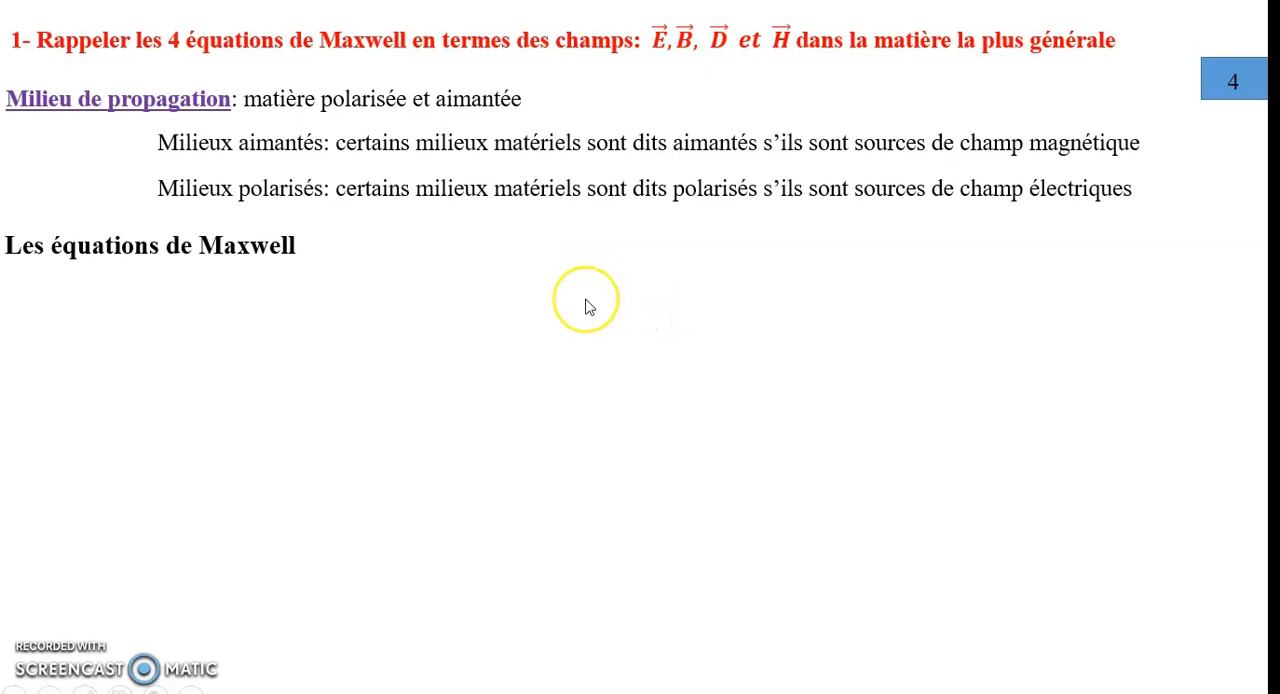 1- Rappeler les 4 équations de Maxwell en termes des champs: E⃗, B⃗, D⃗ et H⃗ dans la matière la plus générale
4
Milieu de propagation: matière polarisée et aimantée
Milieux aimantés: certains milieux matériels sont dits aimantés s’ils sont sources de champ magnétique
Milieux polarisés: certains milieux matériels sont dits polarisés s’ils sont sources de champ électriques
Les équations de Maxwell
RECORDED WITH
SCREENCAST MATIC